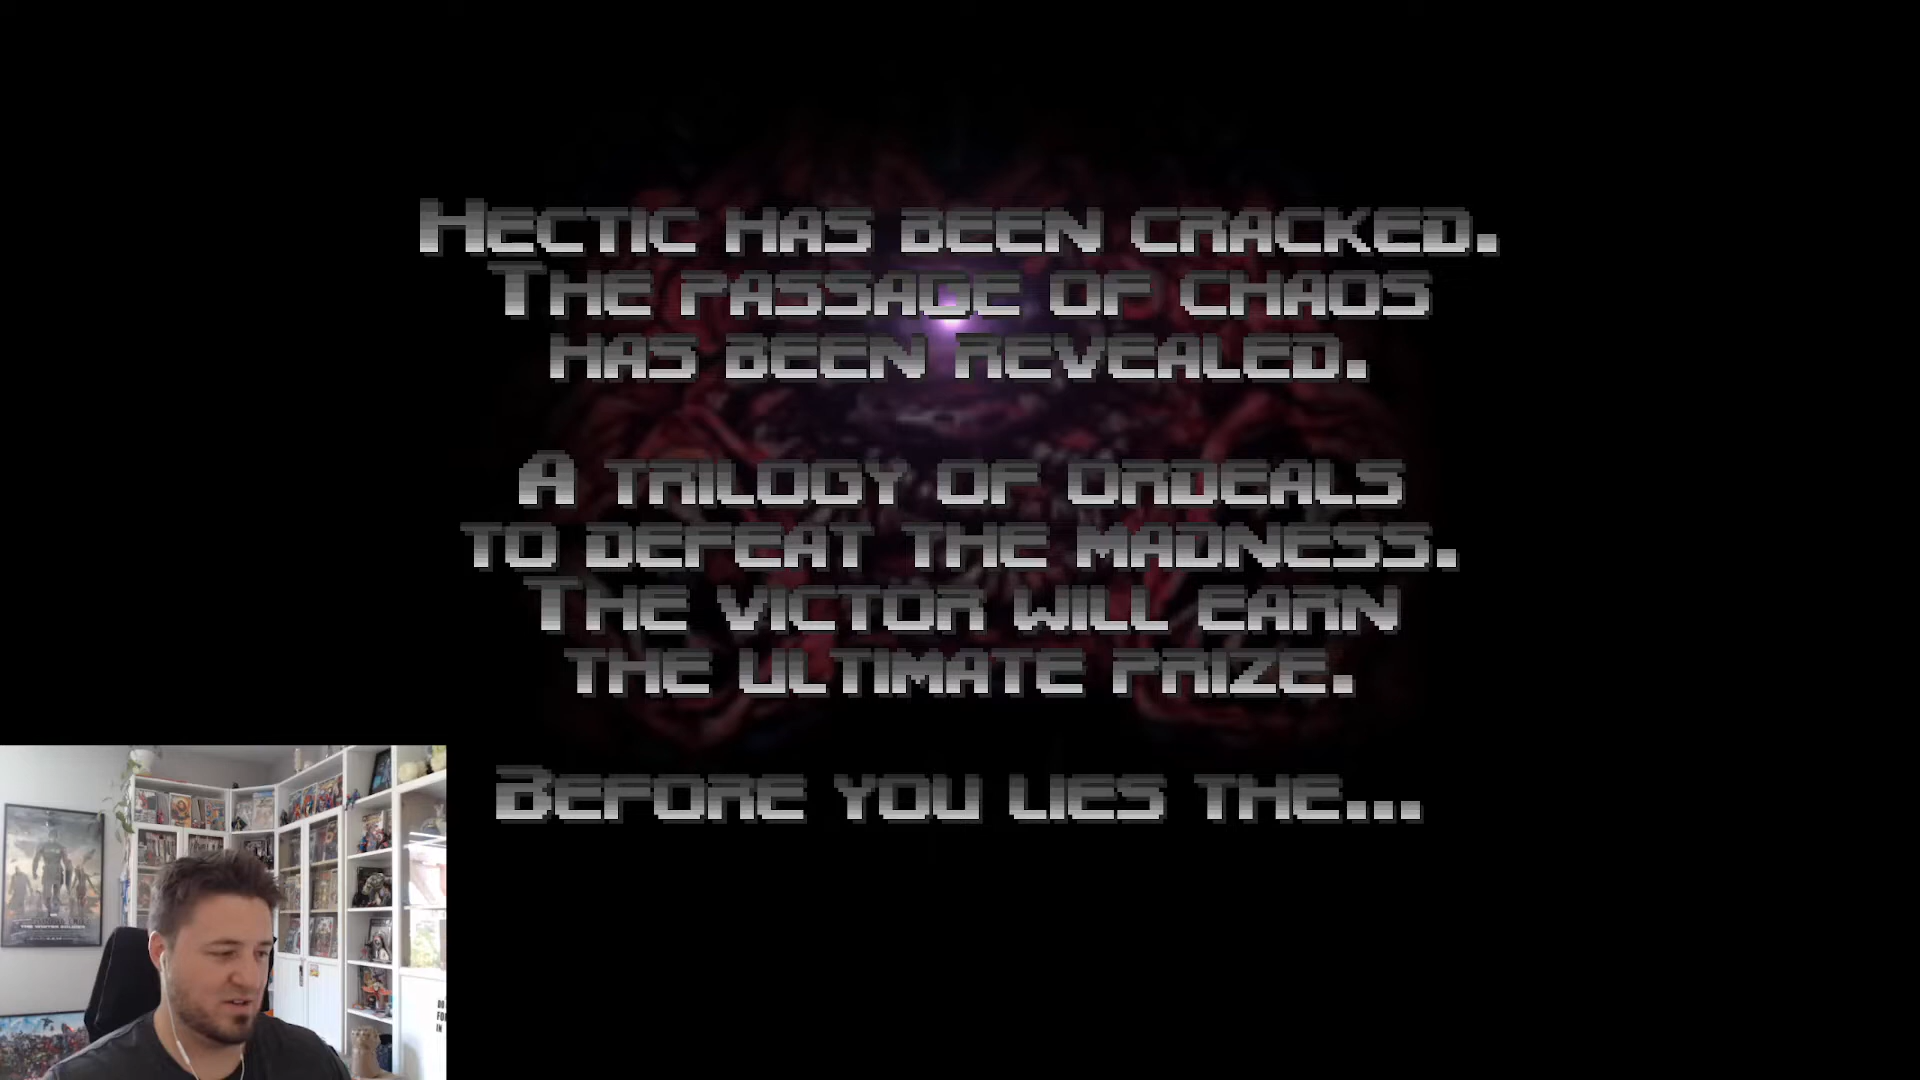 Hectic has been cracked.
The passage of chaos
has been revealed.
A trilogy of ordeals
to defeat the madness.
The victor will earn
the ultimate prize.
Before you lies the...